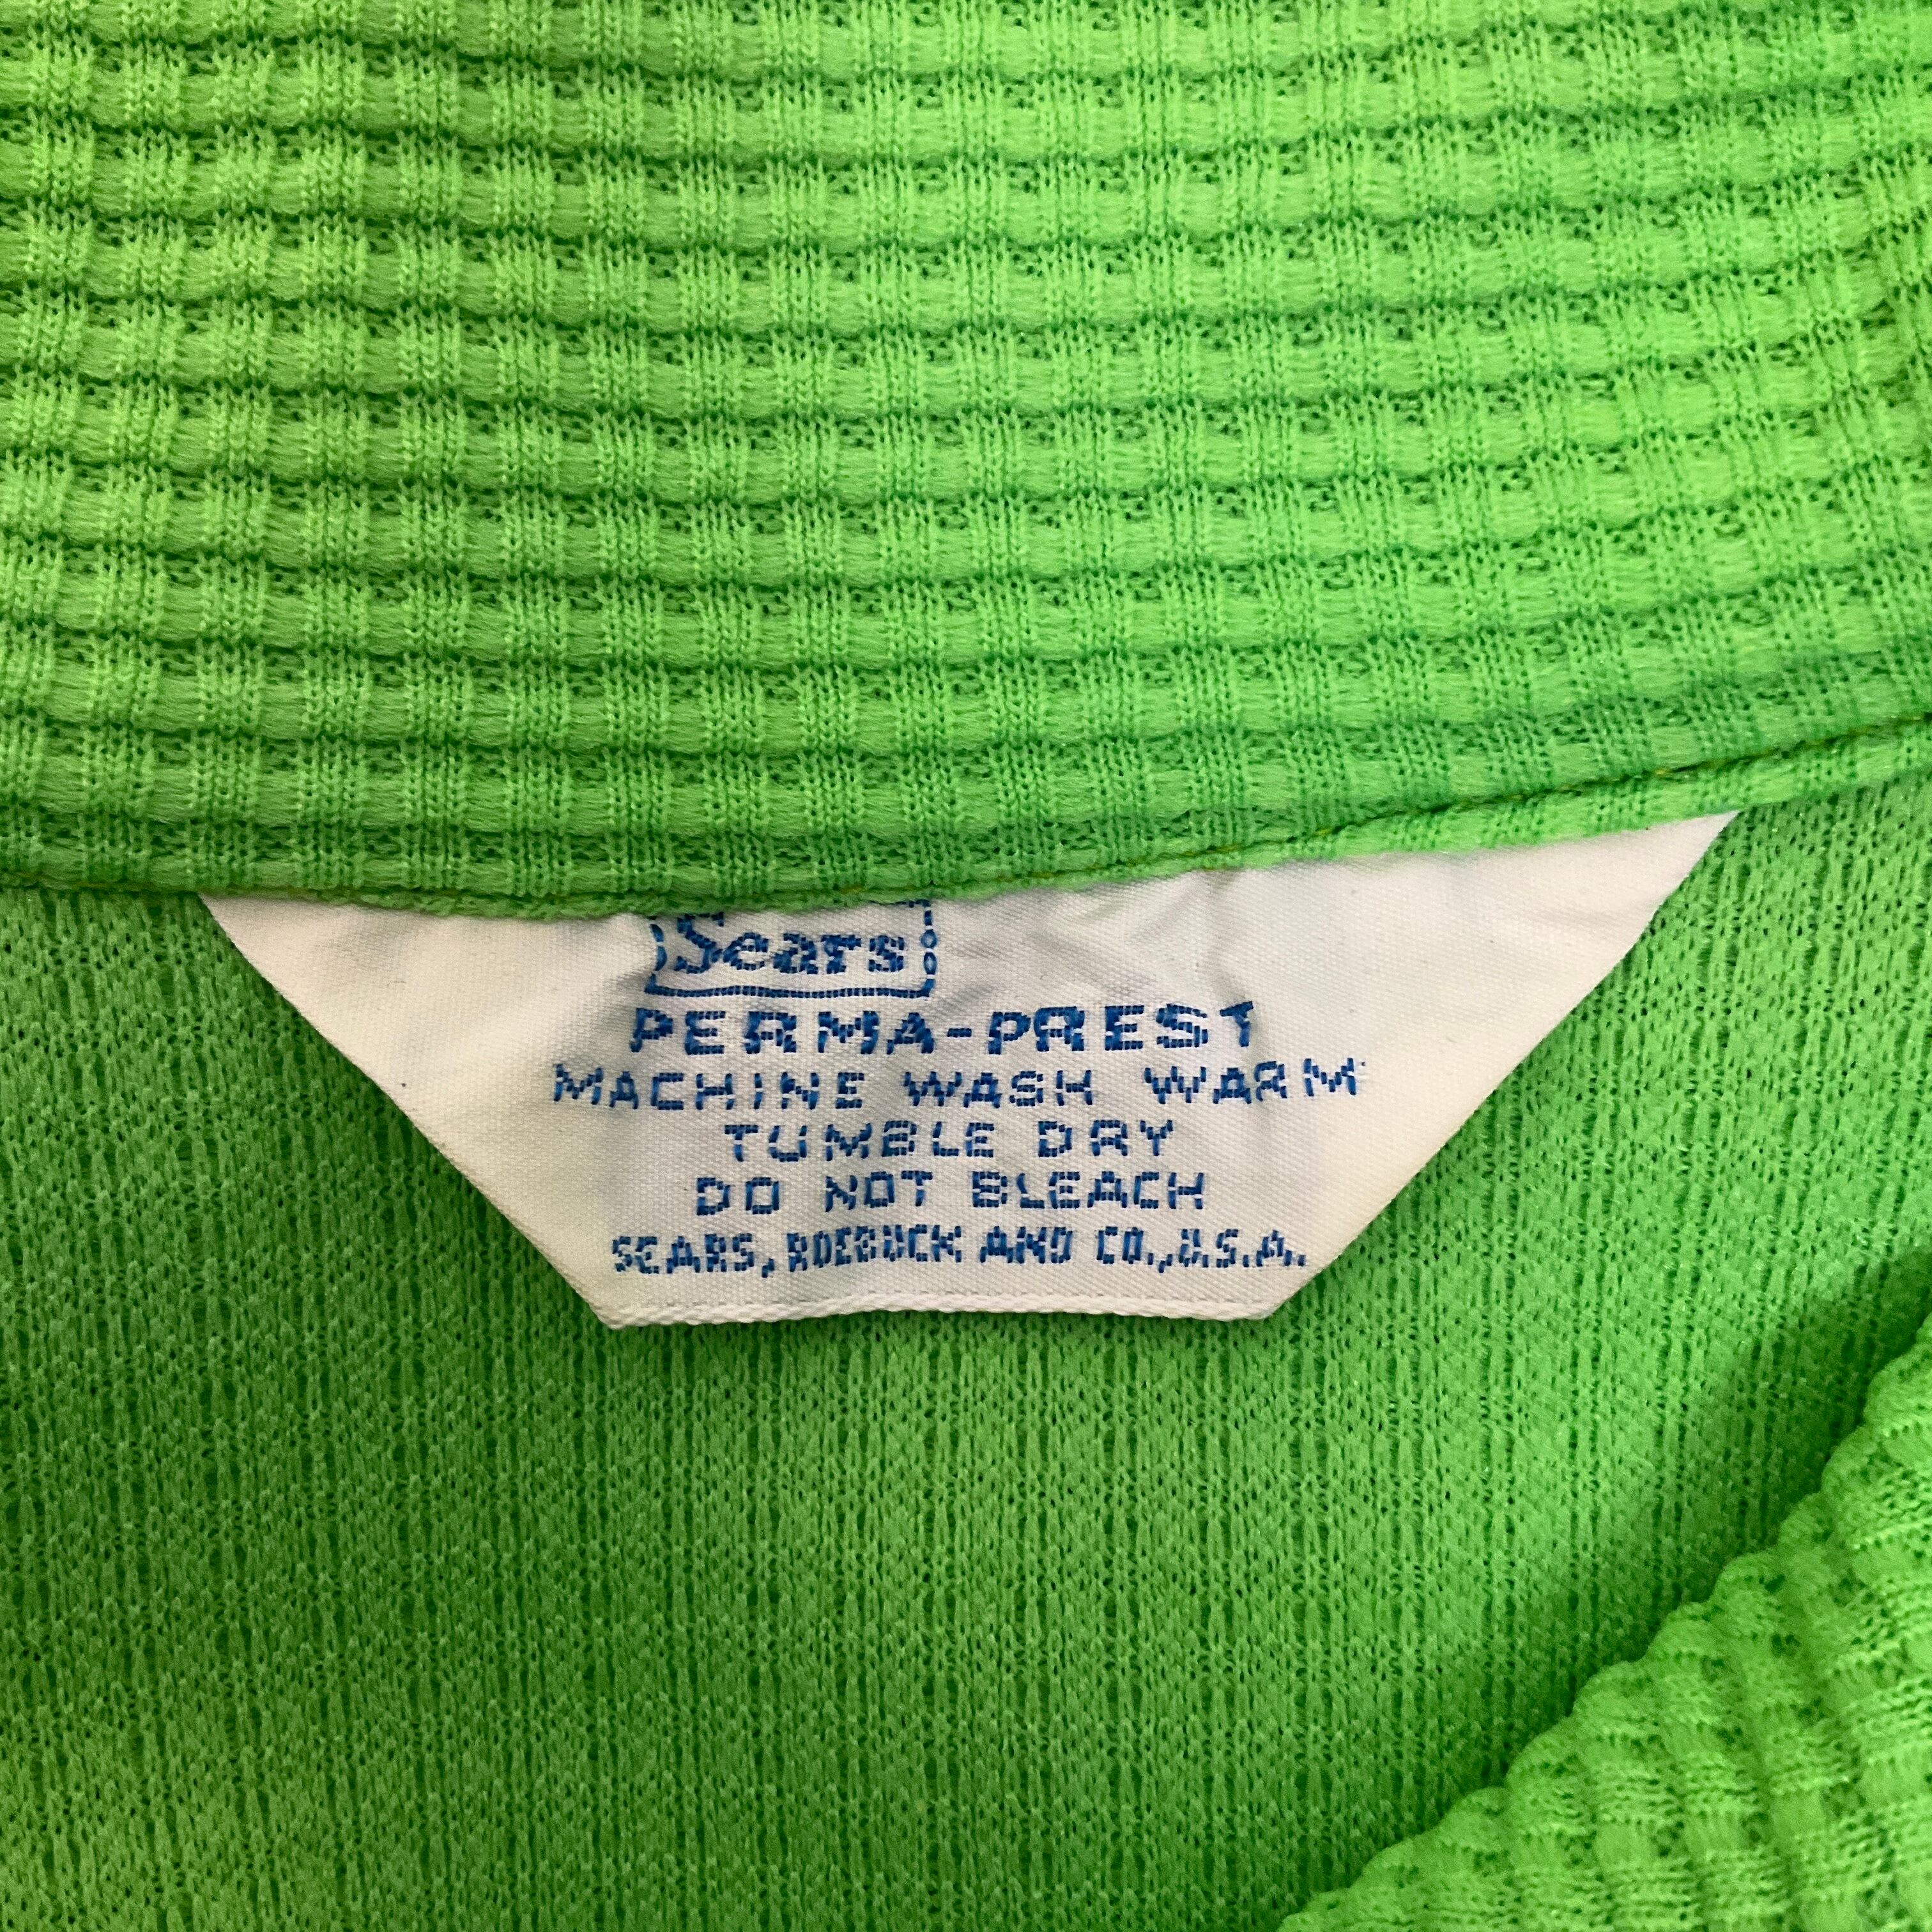 Sears
PERMA-PREST
MACHINE WASH WARM
TUMBLE DRY
DO NOT BLEACH
SEARS, ROEBUCK AND CO., U.S.A.